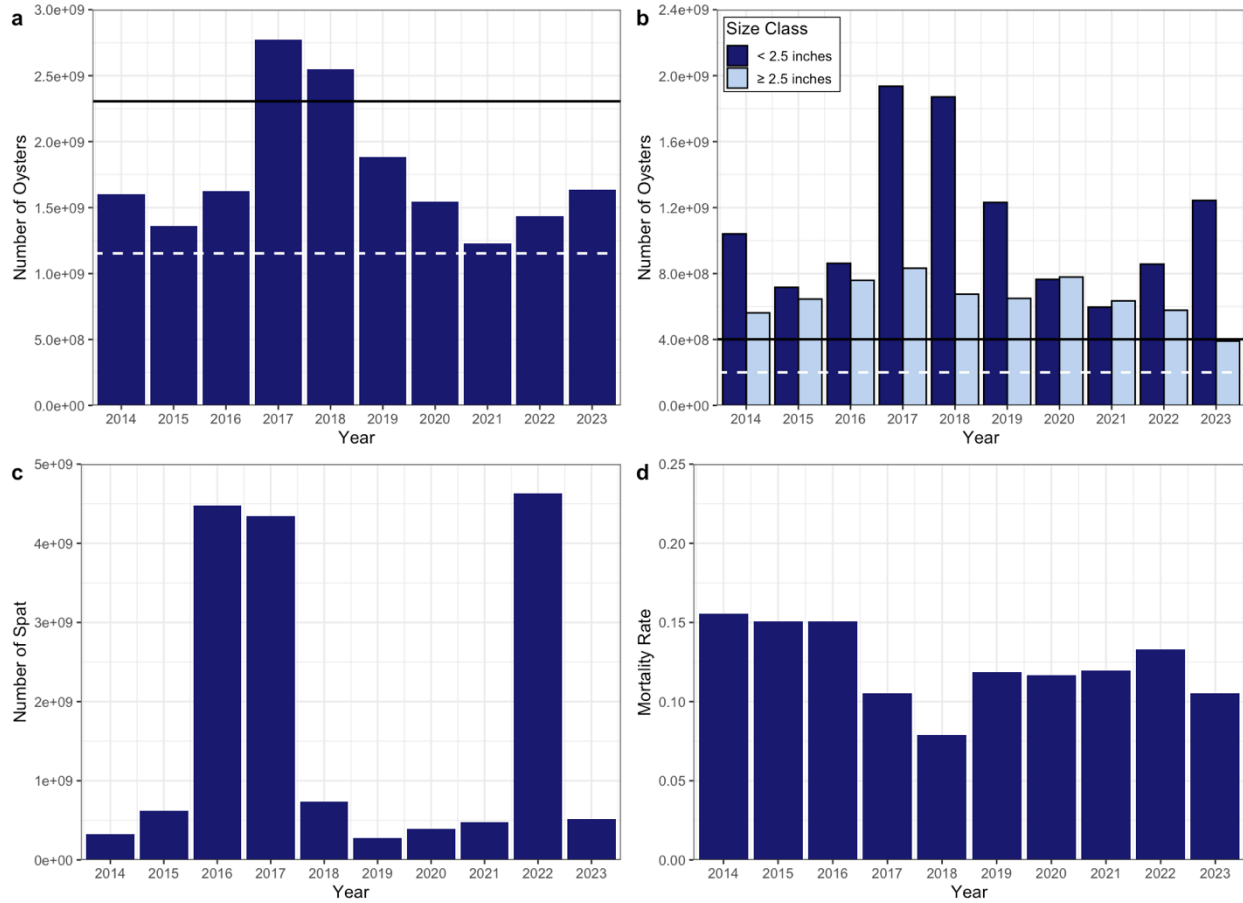 a
3.0e+09
2.5e+09
2.0e+09
1.5e+09
1.0e+09
5.0e+08
0.0e+00
Number of Oysters
2014 2015 2016 2017 2018 2019 2020 2021 2022 2023
Year
b
2.4e+09
2.0e+09
1.6e+09
1.2e+09
8.0e+08
4.0e+08
0.0e+00
Number of Oysters
Size Class
< 2.5 inches
≥ 2.5 inches
2014 2015 2016 2017 2018 2019 2020 2021 2022 2023
Year
c
5e+09
4e+09
3e+09
2e+09
1e+09
0e+00
Number of Spat
2014 2015 2016 2017 2018 2019 2020 2021 2022 2023
Year
d
0.25
0.20
0.15
0.10
0.05
0.00
Mortality Rate
2014 2015 2016 2017 2018 2019 2020 2021 2022 2023
Year